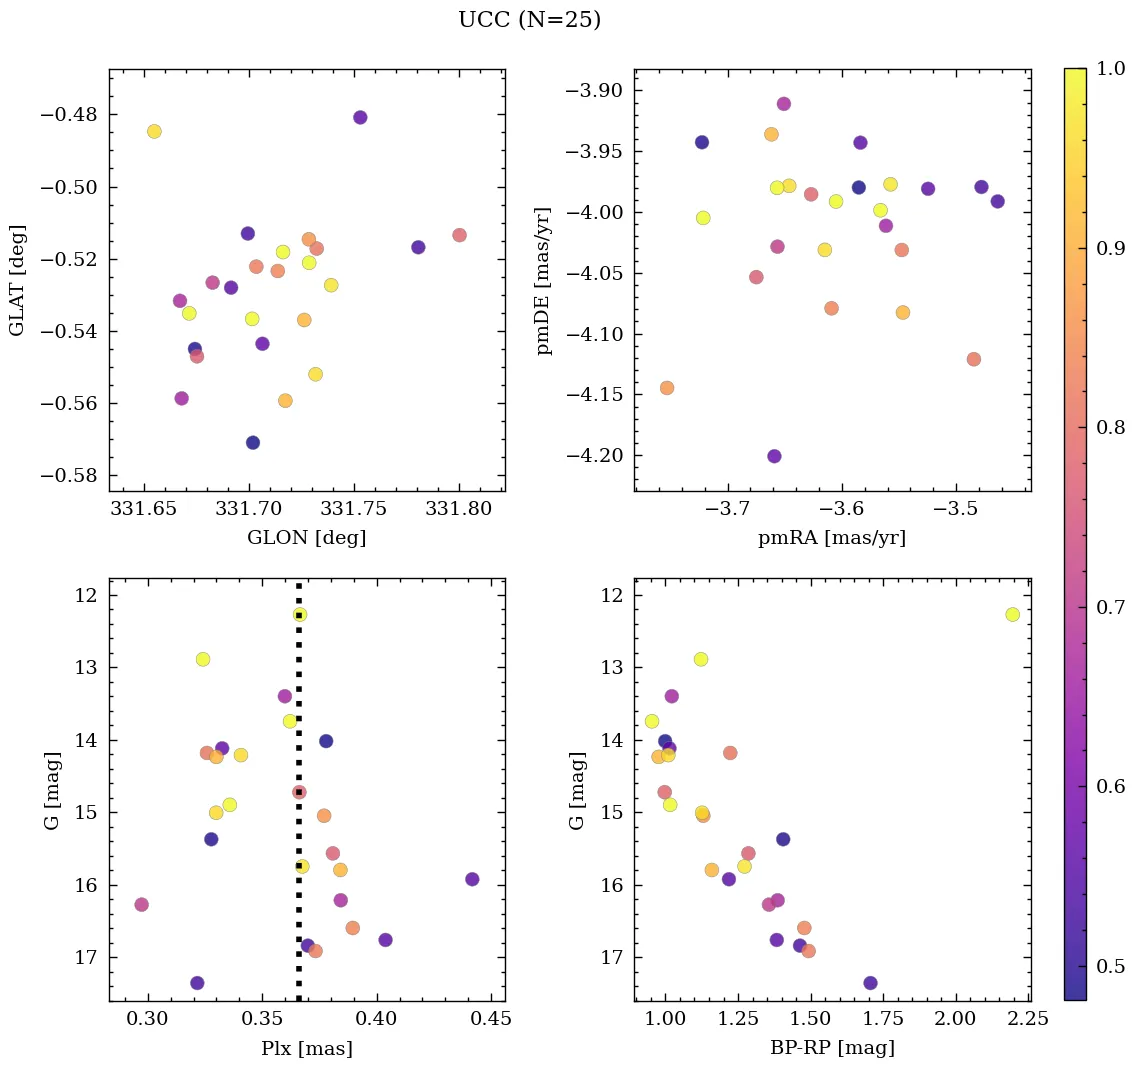 UCC (N=25)
−0.48
−0.50
−0.52
−0.54
−0.56
−0.58
GLAT [deg]
331.65 331.70 331.75 331.80
GLON [deg]
−3.90
−3.95
−4.00
−4.05
−4.10
−4.15
−4.20
pmDE [mas/yr]
−3.7 −3.6 −3.5
pmRA [mas/yr]
12
13
14
15
16
17
G [mag]
0.30 0.35 0.40 0.45
Plx [mas]
12
13
14
15
16
17
G [mag]
1.00 1.25 1.50 1.75 2.00 2.25
BP-RP [mag]
1.0
0.9
0.8
0.7
0.6
0.5